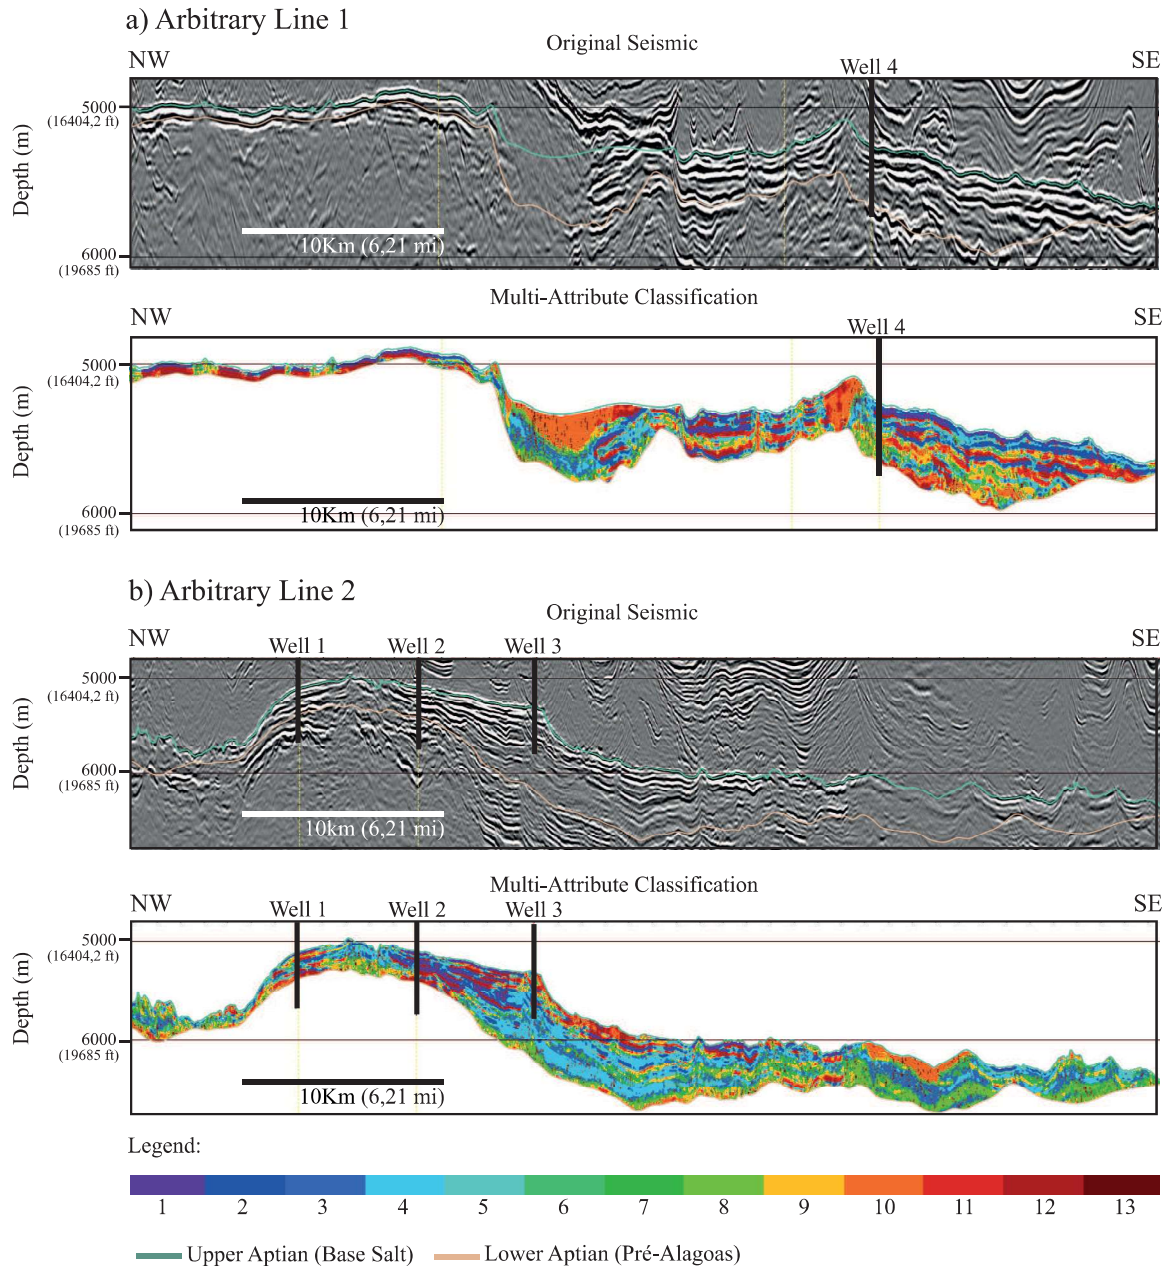 a) Arbitrary Line 1
Original Seismic
NW
SE
Well 4
5000
(16404,2 ft)
Depth (m)
10Km (6,21 mi)
6000
(19685 ft)
Multi-Attribute Classification
NW
SE
Well 4
5000
(16404,2 ft)
Depth (m)
10Km (6,21 mi)
6000
(19685 ft)
b) Arbitrary Line 2
Original Seismic
NW
SE
Well 1 Well 2 Well 3
5000
(16404,2 ft)
Depth (m)
6000
(19685 ft)
10km (6,21 mi)
Multi-Attribute Classification
NW
SE
Well 1 Well 2 Well 3
5000
(16404,2 ft)
Depth (m)
6000
(19685 ft)
10Km (6,21 mi)
Legend:
1 2 3 4 5 6 7 8 9 10 11 12 13
Upper Aptian (Base Salt) Lower Aptian (Pré-Alagoas)